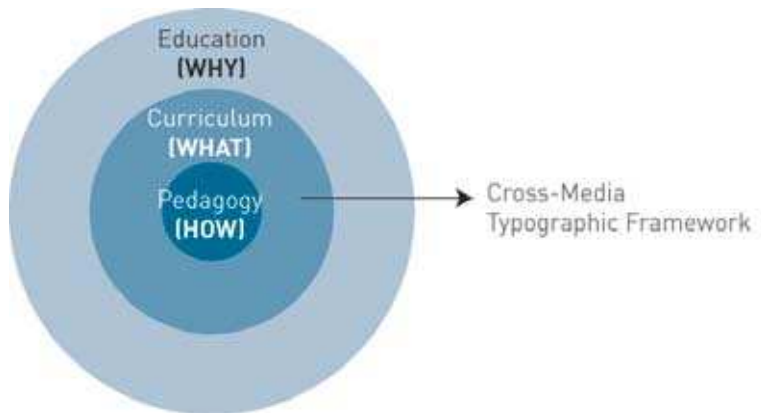 Education
(WHY)
Curriculum
(WHAT)
Pedagogy
(HOW)
Cross-Media
Typographic Framework